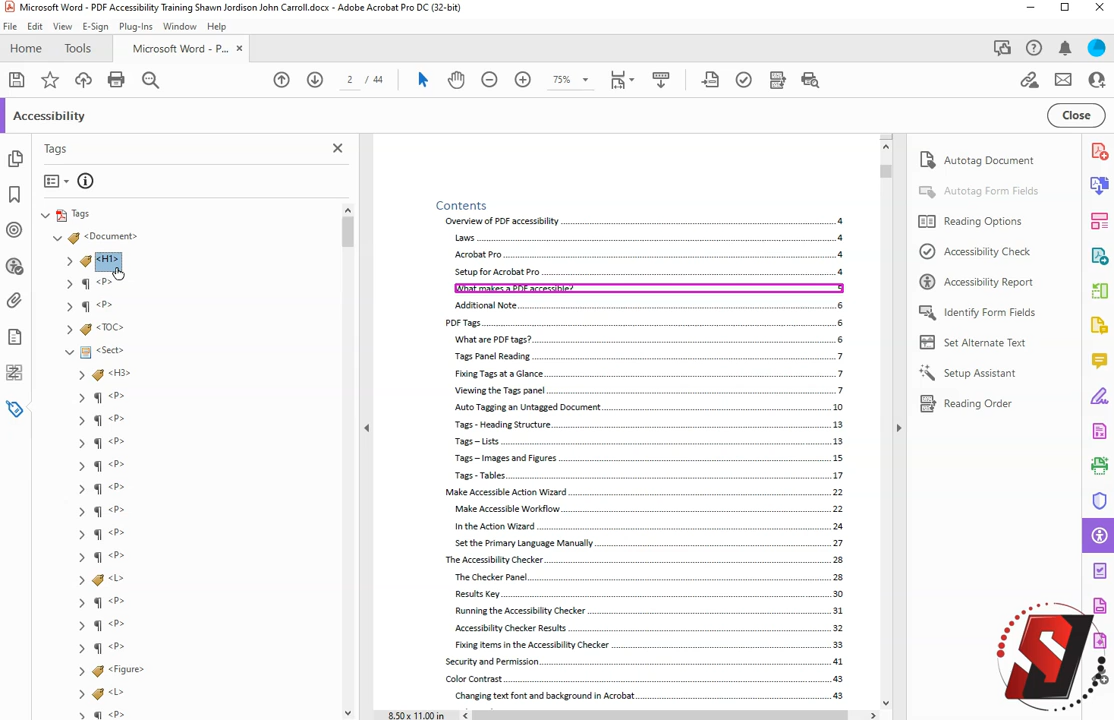 Microsoft Word - PDF Accessibility Training Shawn Jordison John Carroll.docx - Adobe Acrobat Pro DC (32-bit)
File Edit View E-Sign Plug-Ins Window Help
Home Tools Microsoft Word - P... ×
2 / 44 75%
Accessibility Close
Tags
Tags
<Document>
<H1>
<P>
<P>
<TOC>
<Sect>
<H3>
<P>
<P>
<P>
<P>
<P>
<P>
<P>
<P>
<L>
<P>
<P>
<P>
<Figure>
<L>
<P>
Contents
Overview of PDF accessibility 4
Laws 4
Acrobat Pro 4
Setup for Acrobat Pro 4
What makes a PDF accessible? 5
Additional Note 6
PDF Tags 6
What are PDF tags? 6
Tags Panel Reading 7
Fixing Tags at a Glance 7
Viewing the Tags panel 7
Auto Tagging an Untagged Document 10
Tags - Heading Structure 13
Tags – Lists 13
Tags – Images and Figures 15
Tags - Tables 17
Make Accessible Action Wizard 22
Make Accessible Workflow 22
In the Action Wizard 24
Set the Primary Language Manually 27
The Accessibility Checker 28
The Checker Panel 28
Results Key 30
Running the Accessibility Checker 31
Accessibility Checker Results 32
Fixing items in the Accessibility Checker 33
Security and Permission 41
Color Contrast 43
Changing text font and background in Acrobat 43
8.50 x 11.00 in
Autotag Document
Autotag Form Fields
Reading Options
Accessibility Check
Accessibility Report
Identify Form Fields
Set Alternate Text
Setup Assistant
Reading Order